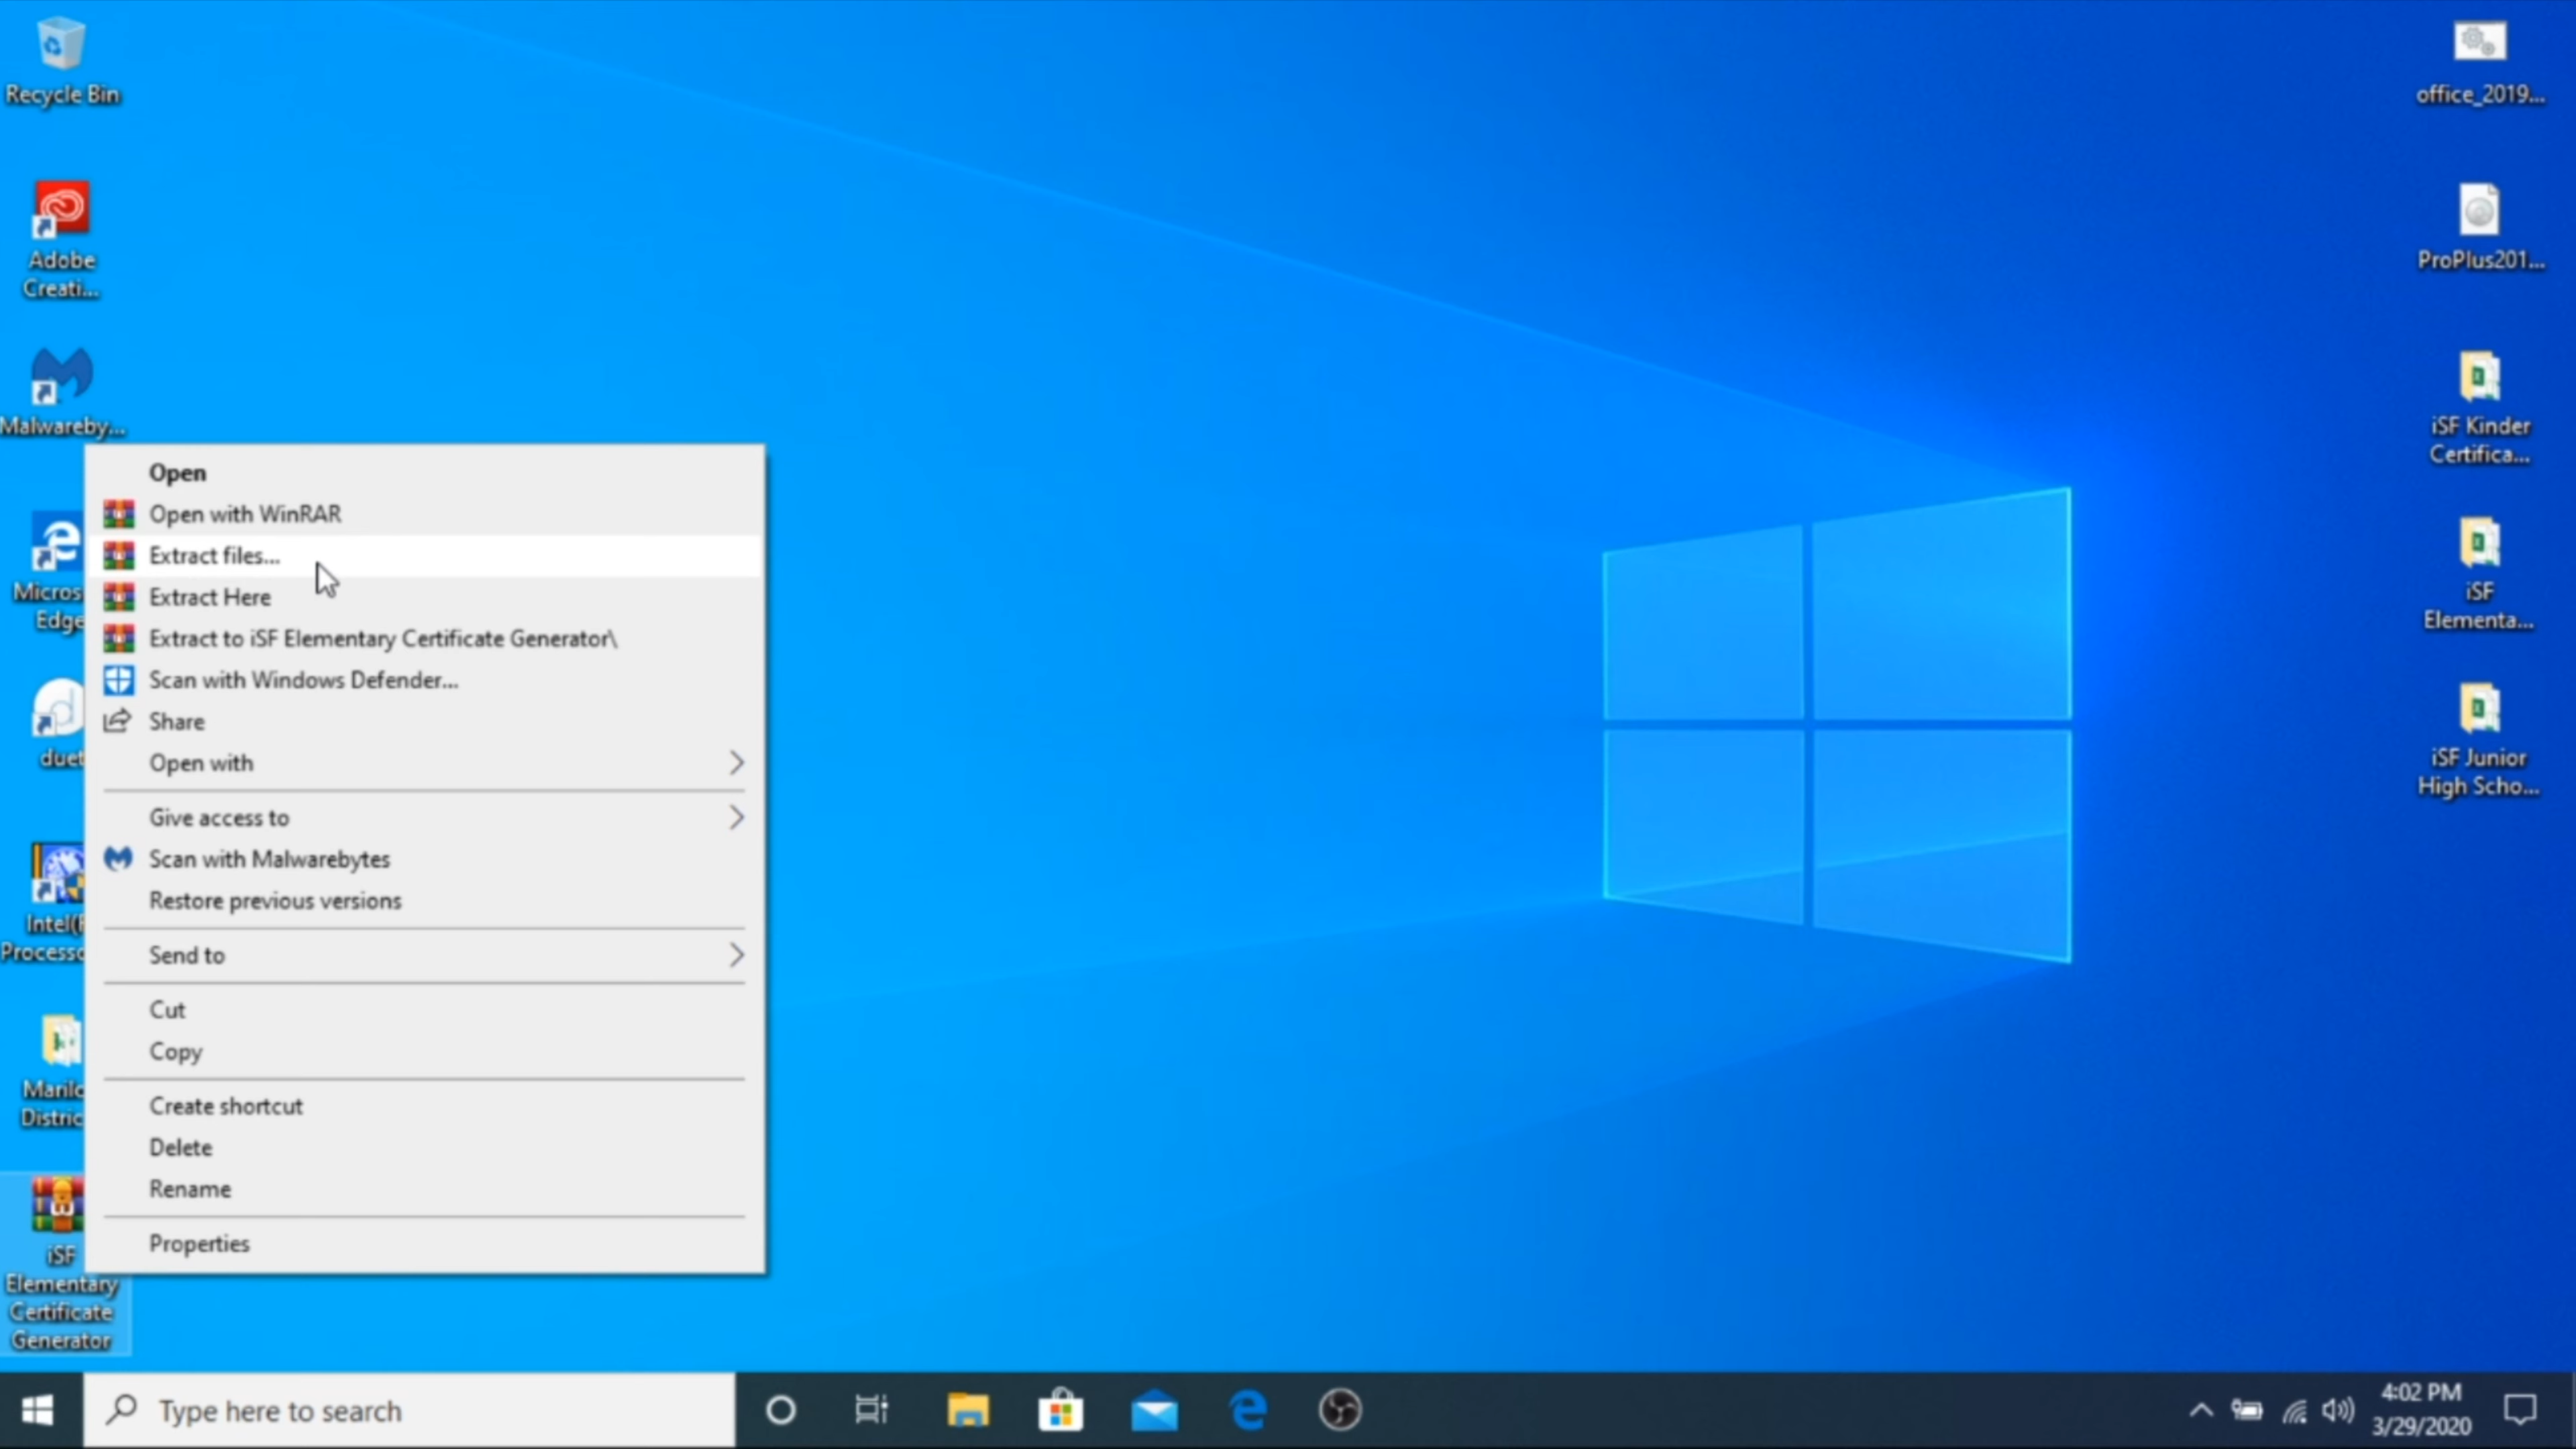 Recycle Bin
Adobe
Creati...
Malwareby...
Micros
Edge
duet
Intel(
Processo
Distric
iSF
Elementary
Certificate
Generator
Open
Open with WinRAR
Extract files...
Extract Here
Extract to iSF Elementary Certificate Generator\
Scan with Windows Defender...
Share
Open with
Give access to
Scan with Malwarebytes
Restore previous versions
Send to
Cut
Copy
Create shortcut
Delete
Rename
Properties
office_2019...
ProPlus201...
iSF Kinder
Certifica...
iSF
Elementa...
iSF Junior
High Scho...
Type here to search
4:02 PM
3/29/2020